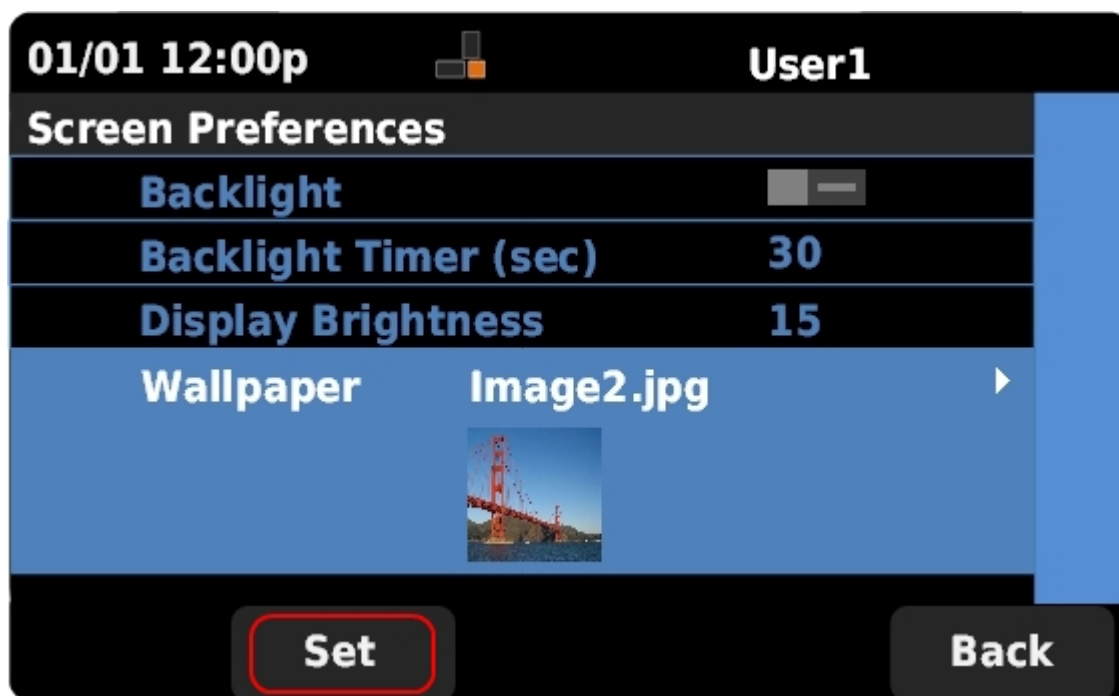 01/01 12:00p User1
Screen Preferences
Backlight
Backlight Timer (sec) 30
Display Brightness 15
Wallpaper Image2.jpg
Set Back